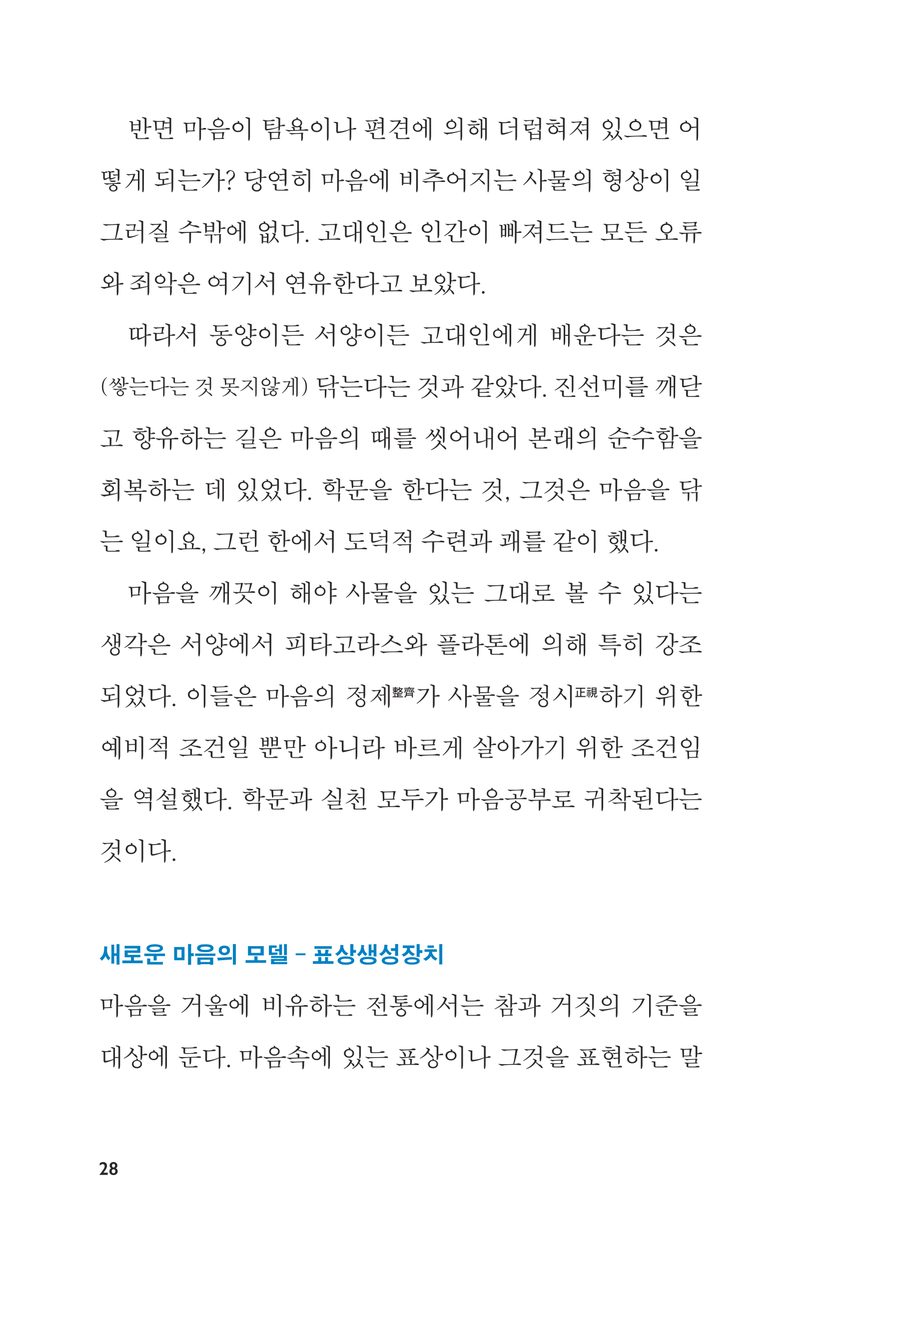 반면 마음이 탐욕이나 편견에 의해 더럽혀져 있으면 어
떻게 되는가? 당연히 마음에 비추어지는 사물의 형상이 일
그러질 수밖에 없다. 고대인은 인간이 빠져드는 모든 오류
와 죄악은 여기서 연유한다고 보았다.
따라서 동양이든 서양이든 고대인에게 배운다는 것은
(쌓는다는 것 못지않게) 닦는다는 것과 같았다. 진선미를 깨닫
고 향유하는 길은 마음의 때를 씻어내어 본래의 순수함을
회복하는 데 있었다. 학문을 한다는 것, 그것은 마음을 닦
는 일이요, 그런 한에서 도덕적 수련과 괘를 같이 했다.
마음을 깨끗이 해야 사물을 있는 그대로 볼 수 있다는
생각은 서양에서 피타고라스와 플라톤에 의해 특히 강조
되었다. 이들은 마음의 정제整齊가 사물을 정시正視하기 위한
예비적 조건일 뿐만 아니라 바르게 살아가기 위한 조건임
을 역설했다. 학문과 실천 모두가 마음공부로 귀착된다는
것이다.
새로운 마음의 모델 – 표상생성장치
마음을 거울에 비유하는 전통에서는 참과 거짓의 기준을
대상에 둔다. 마음속에 있는 표상이나 그것을 표현하는 말
28